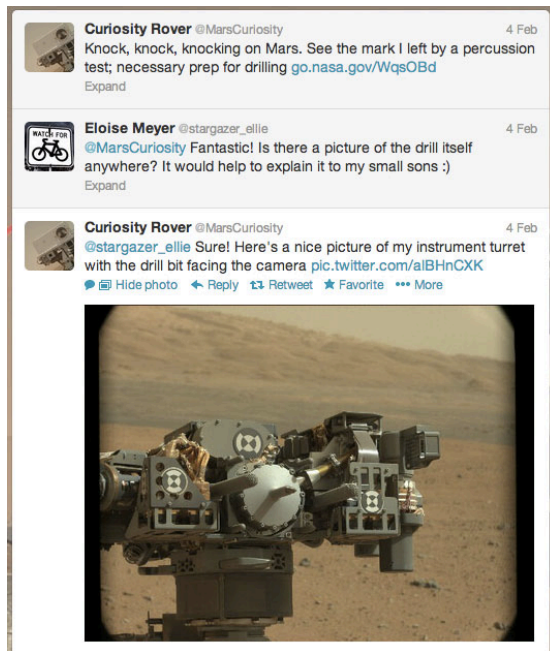 Curiosity Rover @MarsCuriosity 4 Feb
Knock, knock, knocking on Mars. See the mark I left by a percussion
test; necessary prep for drilling go.nasa.gov/WqsOBd
Expand
WATCH FOR
Eloise Meyer @stargazer_ellie 4 Feb
@MarsCuriosity Fantastic! Is there a picture of the drill itself
anywhere? It would help to explain it to my small sons :)
Expand
Curiosity Rover @MarsCuriosity 4 Feb
@stargazer_ellie Sure! Here's a nice picture of my instrument turret
with the drill bit facing the camera pic.twitter.com/alBHnCXK
Hide photo Reply Retweet Favorite More